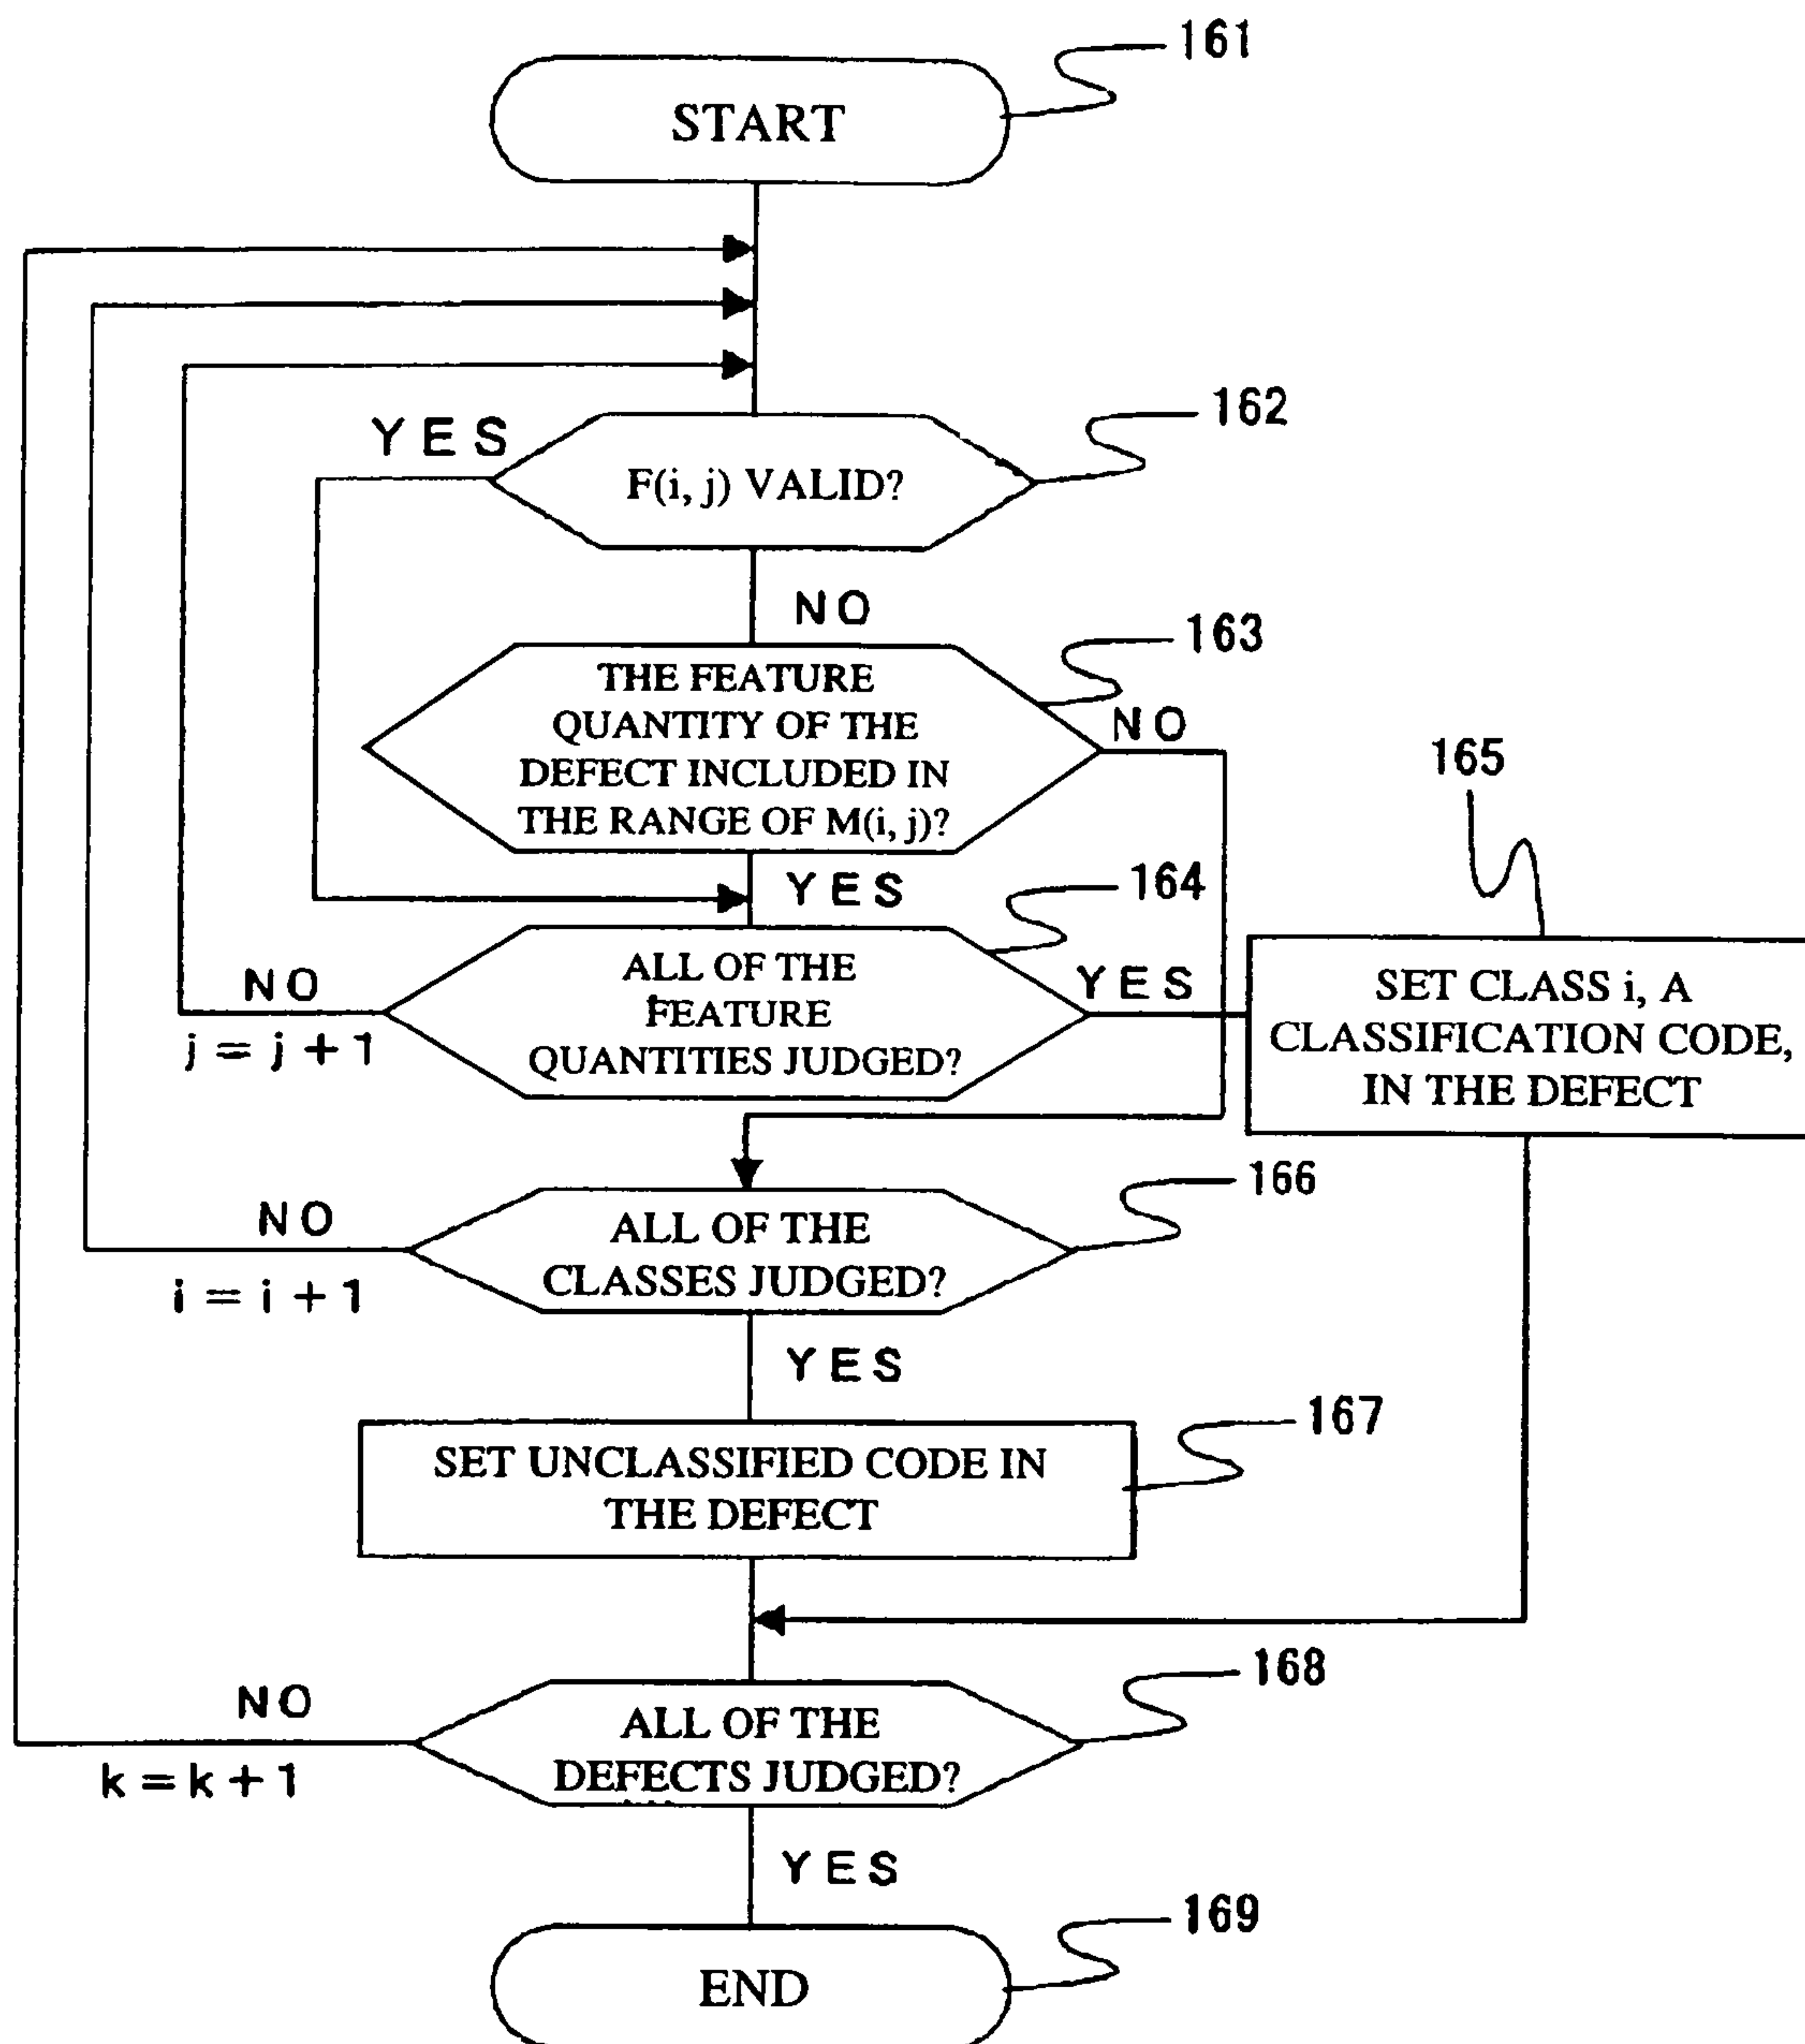 161
START
162
YES
F(i, j) VALID?
NO
163
THE FEATURE
QUANTITY OF THE
DEFECT INCLUDED IN
THE RANGE OF M(i, j)?
NO
165
YES
164
ALL OF THE
FEATURE
QUANTITIES JUDGED?
NO
j = j + 1
YES
SET CLASS i, A
CLASSIFICATION CODE,
IN THE DEFECT
166
NO
i = i + 1
ALL OF THE
CLASSES JUDGED?
YES
167
SET UNCLASSIFIED CODE IN
THE DEFECT
168
NO
k = k + 1
ALL OF THE
DEFECTS JUDGED?
YES
169
END